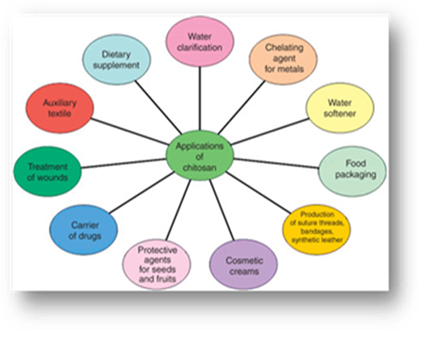 Water
clarification
Chelating
agent
for metals
Water
softener
Food
packaging
Production
of suture threads,
bandages,
synthetic leather
Cosmetic
creams
Protective
agents
for seeds
and fruits
Carrier
of drugs
Treatment
of wounds
Auxiliary
textile
Dietary
supplement
Applications
of
chitosan